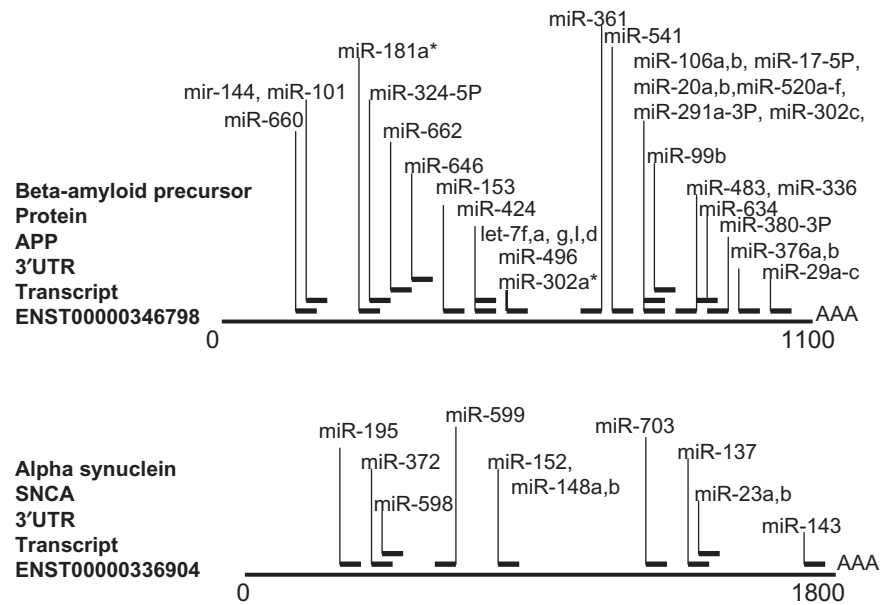 miR-361
miR-541
miR-181a*
miR-106a,b, miR-17-5P,
mir-144, miR-101
miR-324-5P
miR-20a,b,miR-520a-f,
miR-660
miR-291a-3P, miR-302c,
miR-662
miR-99b
miR-646
miR-153
miR-483, miR-336
miR-424
miR-634
let-7f,a, g,I,d
miR-380-3P
miR-496
miR-376a,b
miR-302a*
miR-29a-c
Beta-amyloid precursor
Protein
APP
3′UTR
Transcript
ENST00000346798
AAA
0
1100
miR-599
miR-195
miR-703
miR-372
miR-152,
miR-137
miR-148a,b
miR-598
miR-23a,b
miR-143
Alpha synuclein
SNCA
3′UTR
Transcript
ENST00000336904
AAA
0
1800